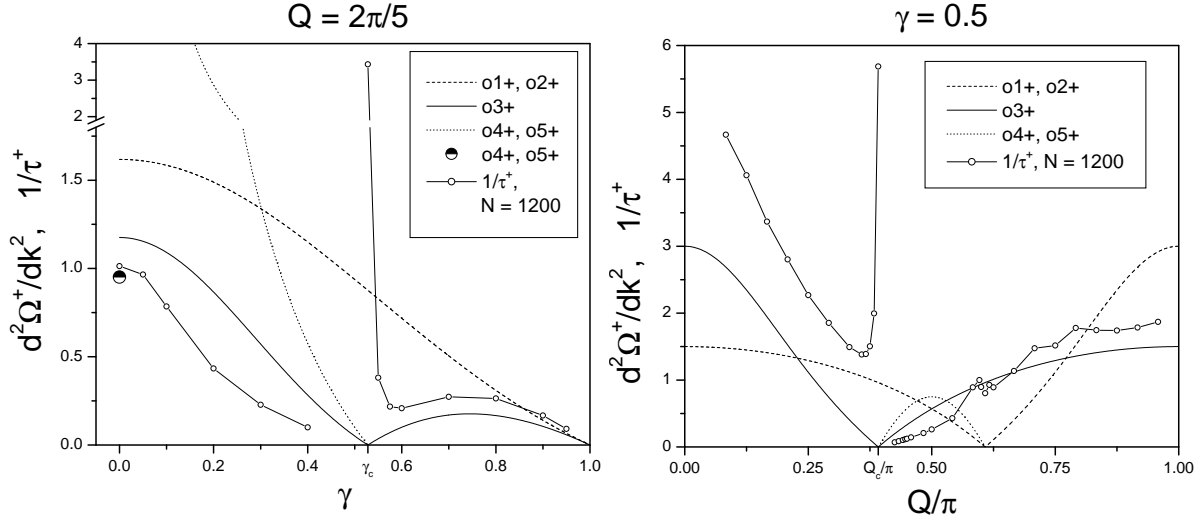 Q = 2π/5
d²Ω⁺/dk², 1/τ⁺
4
3
2
1.5
1.0
0.5
0.0
o1+, o2+
o3+
o4+, o5+
o4+, o5+
1/τ⁺,
N = 1200
0.0 0.2 0.4 γc 0.6 0.8 1.0
γ
γ = 0.5
d²Ω⁺/dk², 1/τ⁺
6
5
4
3
2
1
0
o1+, o2+
o3+
o4+, o5+
1/τ⁺, N = 1200
0.00 0.25 Qc/π 0.50 0.75 1.00
Q/π